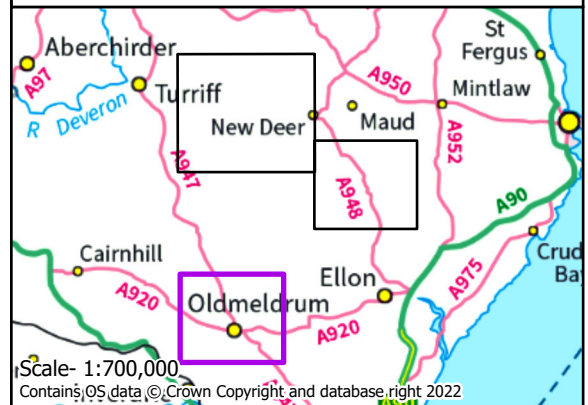 St
Fergus
Aberchirder
A97
A950
Mintlaw
Turriff
R Deveron
New Deer
Maud
A952
A947
A948
A90
Cairnhill
Crud
Ba
Ellon
A975
A920
Oldmeldrum
A920
Scale- 1:700,000
Contains OS data © Crown Copyright and database right 2022